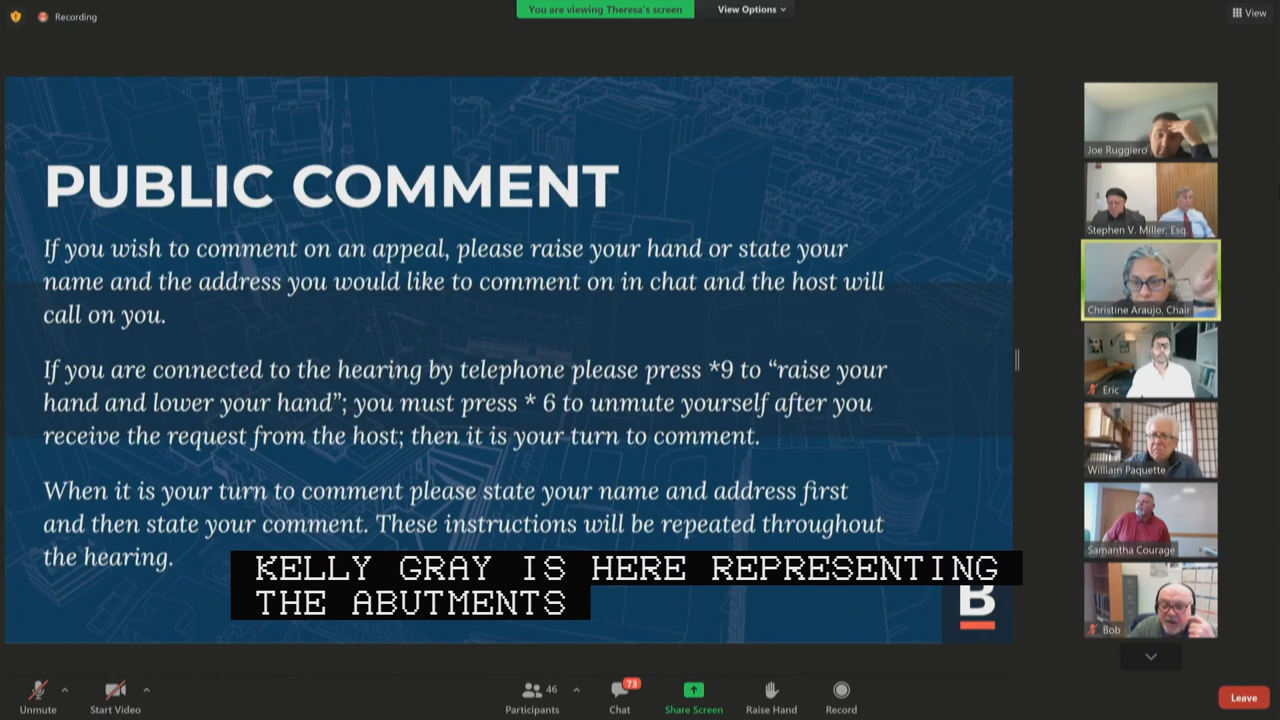 Recording
You are viewing Theresa's screen
View Options
View
PUBLIC COMMENT
If you wish to comment on an appeal, please raise your hand or state your
name and the address you would like to comment on in chat and the host will
call on you.
If you are connected to the hearing by telephone please press *9 to “raise your
hand and lower your hand”; you must press * 6 to unmute yourself after you
receive the request from the host; then it is your turn to comment.
When it is your turn to comment please state your name and address first
and then state your comment. These instructions will be repeated throughout
the hearing.
KELLY GRAY IS HERE REPRESENTING
THE ABUTMENTS
B
Joe Ruggiero
Stephen V. Miller, Esq.
Christine Araujo, Chair
Eric
William Paquette
Samantha Courage
Bob
Unmute
Start Video
46
Participants
73
Chat
Share Screen
Raise Hand
Record
Leave